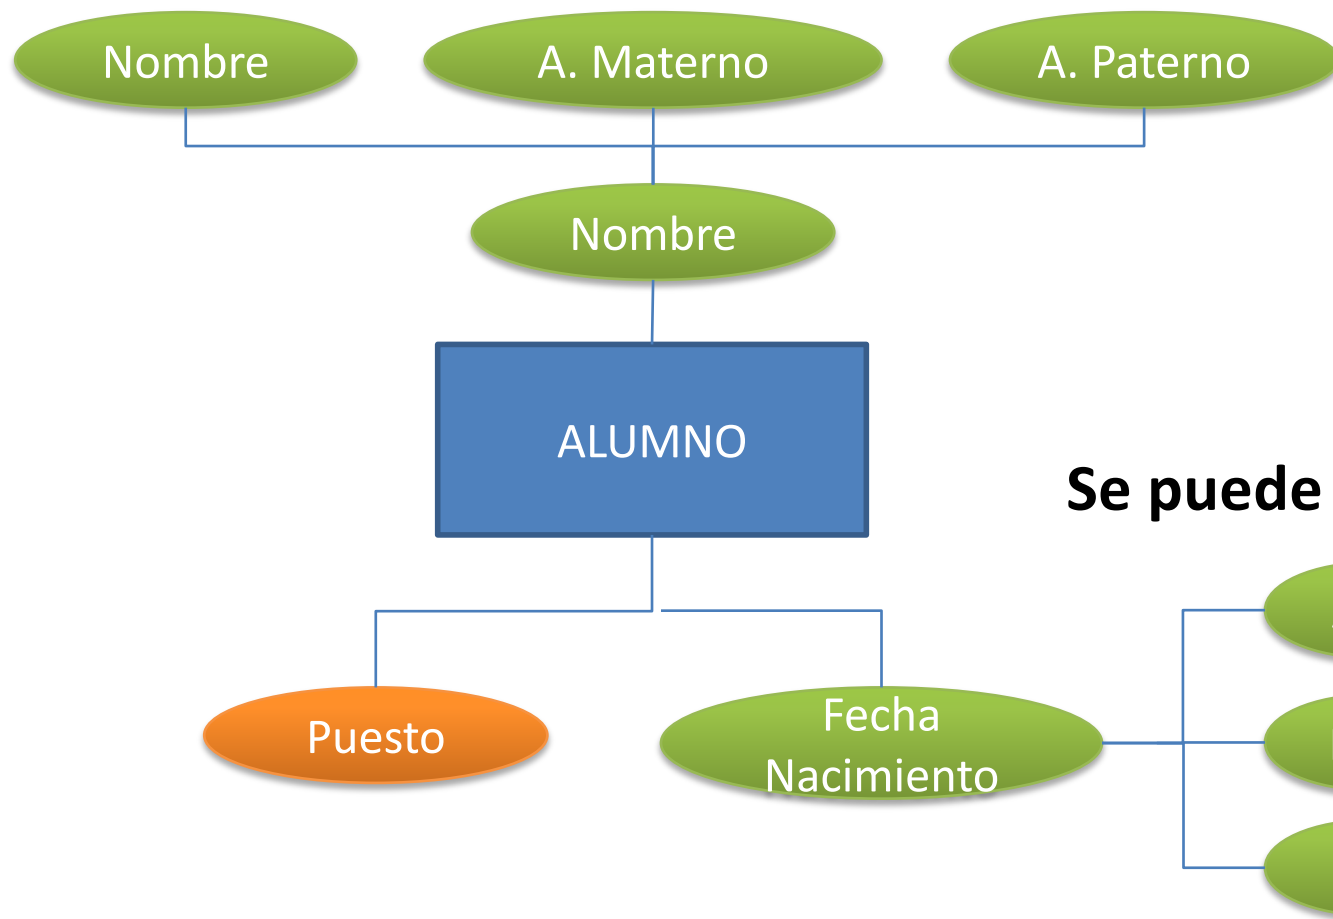 Nombre
A. Materno
A. Paterno
Nombre
ALUMNO
Se puede
Puesto
Fecha
Nacimiento